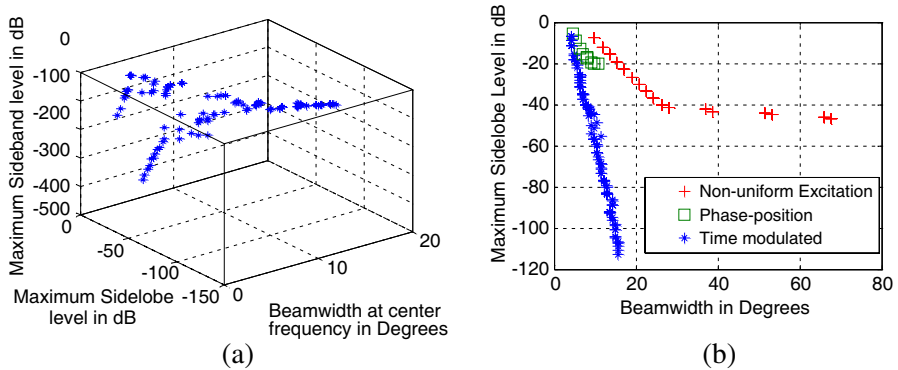 Maximum Sideband level in dB
0
-100
-200
-300
-400
-500
0
-50
-100
-150
0
10
20
Maximum Sidelobe
level in dB
Beamwidth at center
frequency in Degrees
(a)
Maximum Sidelobe Level in dB
0
-20
-40
-60
-80
-100
-120
0
20
40
60
80
Non-uniform Excitation
Phase-position
Time modulated
Beamwidth in Degrees
(b)